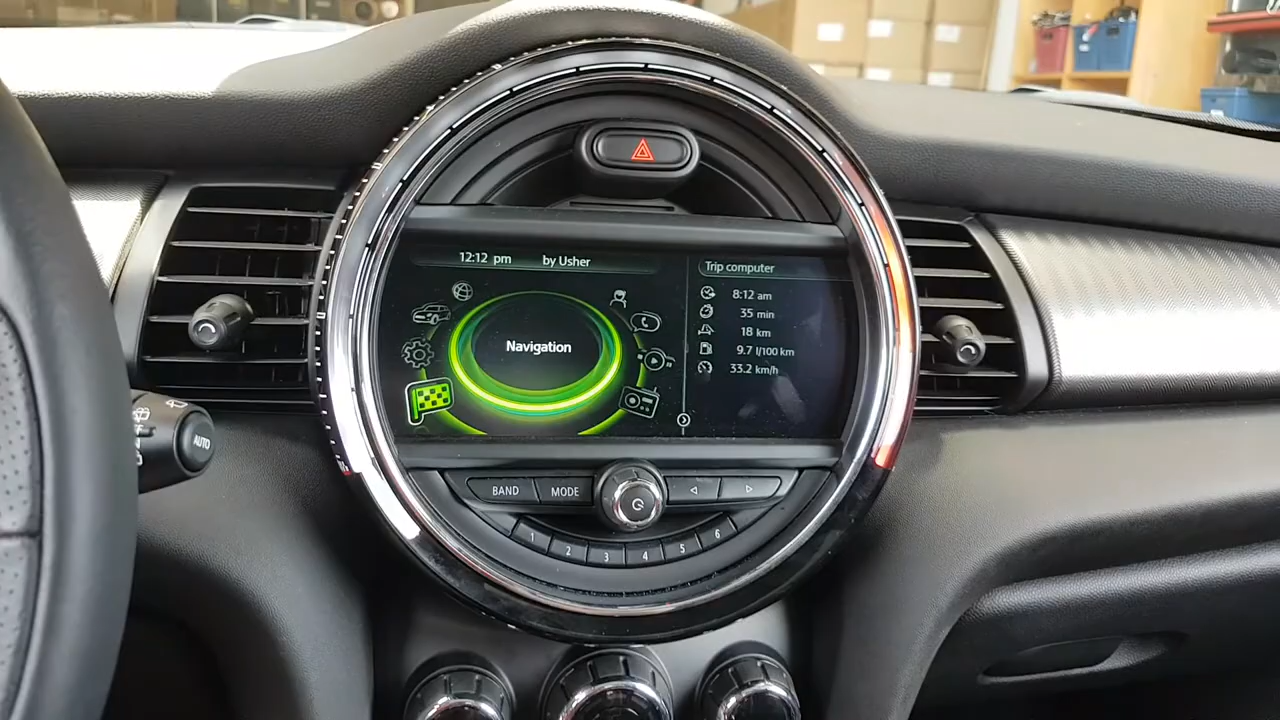 12:12 pm by Usher
Trip computer
8:12 am
35 min
18 km
9.7 l/100 km
33.2 km/h
Navigation
AUTO
BAND MODE
1 2 3 4 5 6